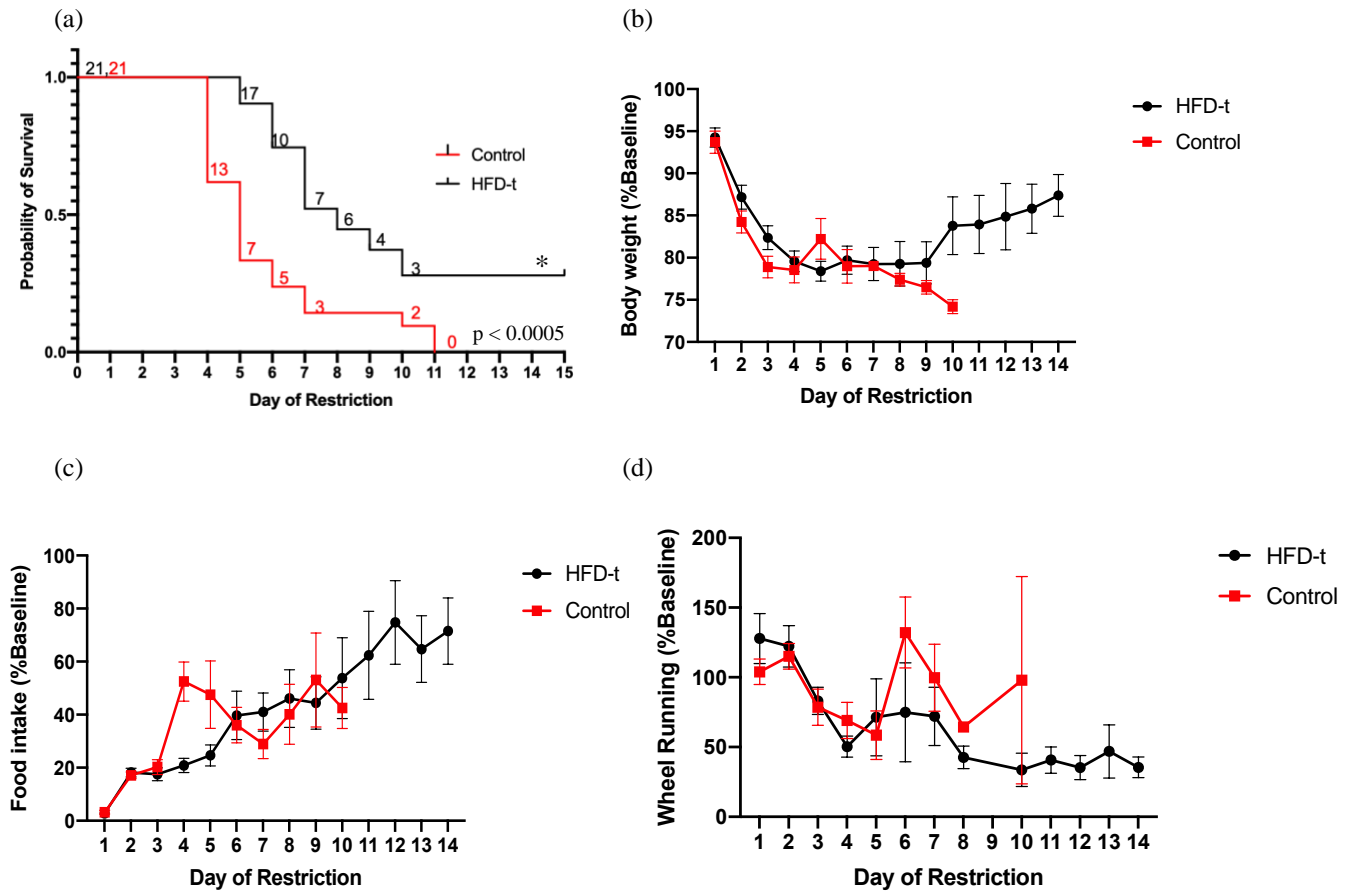 (a)
21,21
17
10
13
7
7
6
5
4
3
3
2
0
*
p < 0.0005
Control
HFD-t
1.0
0.5
0.0
Probability of Survival
0 1 2 3 4 5 6 7 8 9 10 11 12 13 14 15
Day of Restriction
(b)
100
95
90
85
80
75
70
Body weight (%Baseline)
HFD-t
Control
1 2 3 4 5 6 7 8 9 10 11 12 13 14
Day of Restriction
(c)
100
80
60
40
20
0
Food intake (%Baseline)
HFD-t
Control
1 2 3 4 5 6 7 8 9 10 11 12 13 14
Day of Restriction
(d)
200
150
100
50
0
Wheel Running (%Baseline)
HFD-t
Control
1 2 3 4 5 6 7 8 9 10 11 12 13 14
Day of Restriction